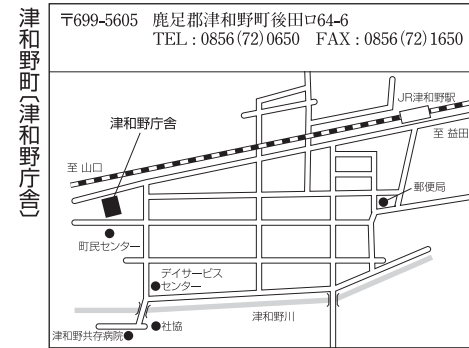 津和野町〔津和野庁舎〕
〒699-5605 鹿足郡津和野町後田口64-6
TEL：0856(72)0650 FAX：0856(72)1650
JR津和野駅
津和野庁舎
至 益田
至 山口
郵便局
町民センター
デイサービス
センター
津和野川
社協
津和野共存病院